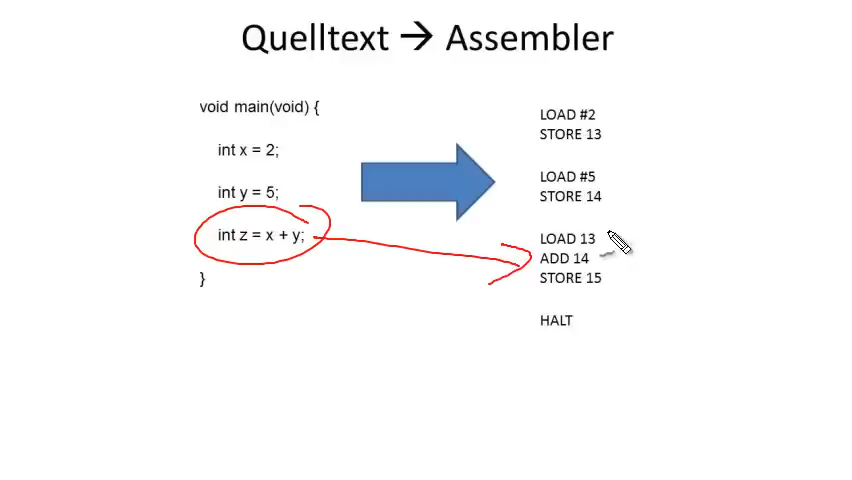 Quelltext → Assembler
void main(void) {
int x = 2;
int y = 5;
int z = x + y;
}
LOAD #2
STORE 13
LOAD #5
STORE 14
LOAD 13
ADD 14
STORE 15
HALT